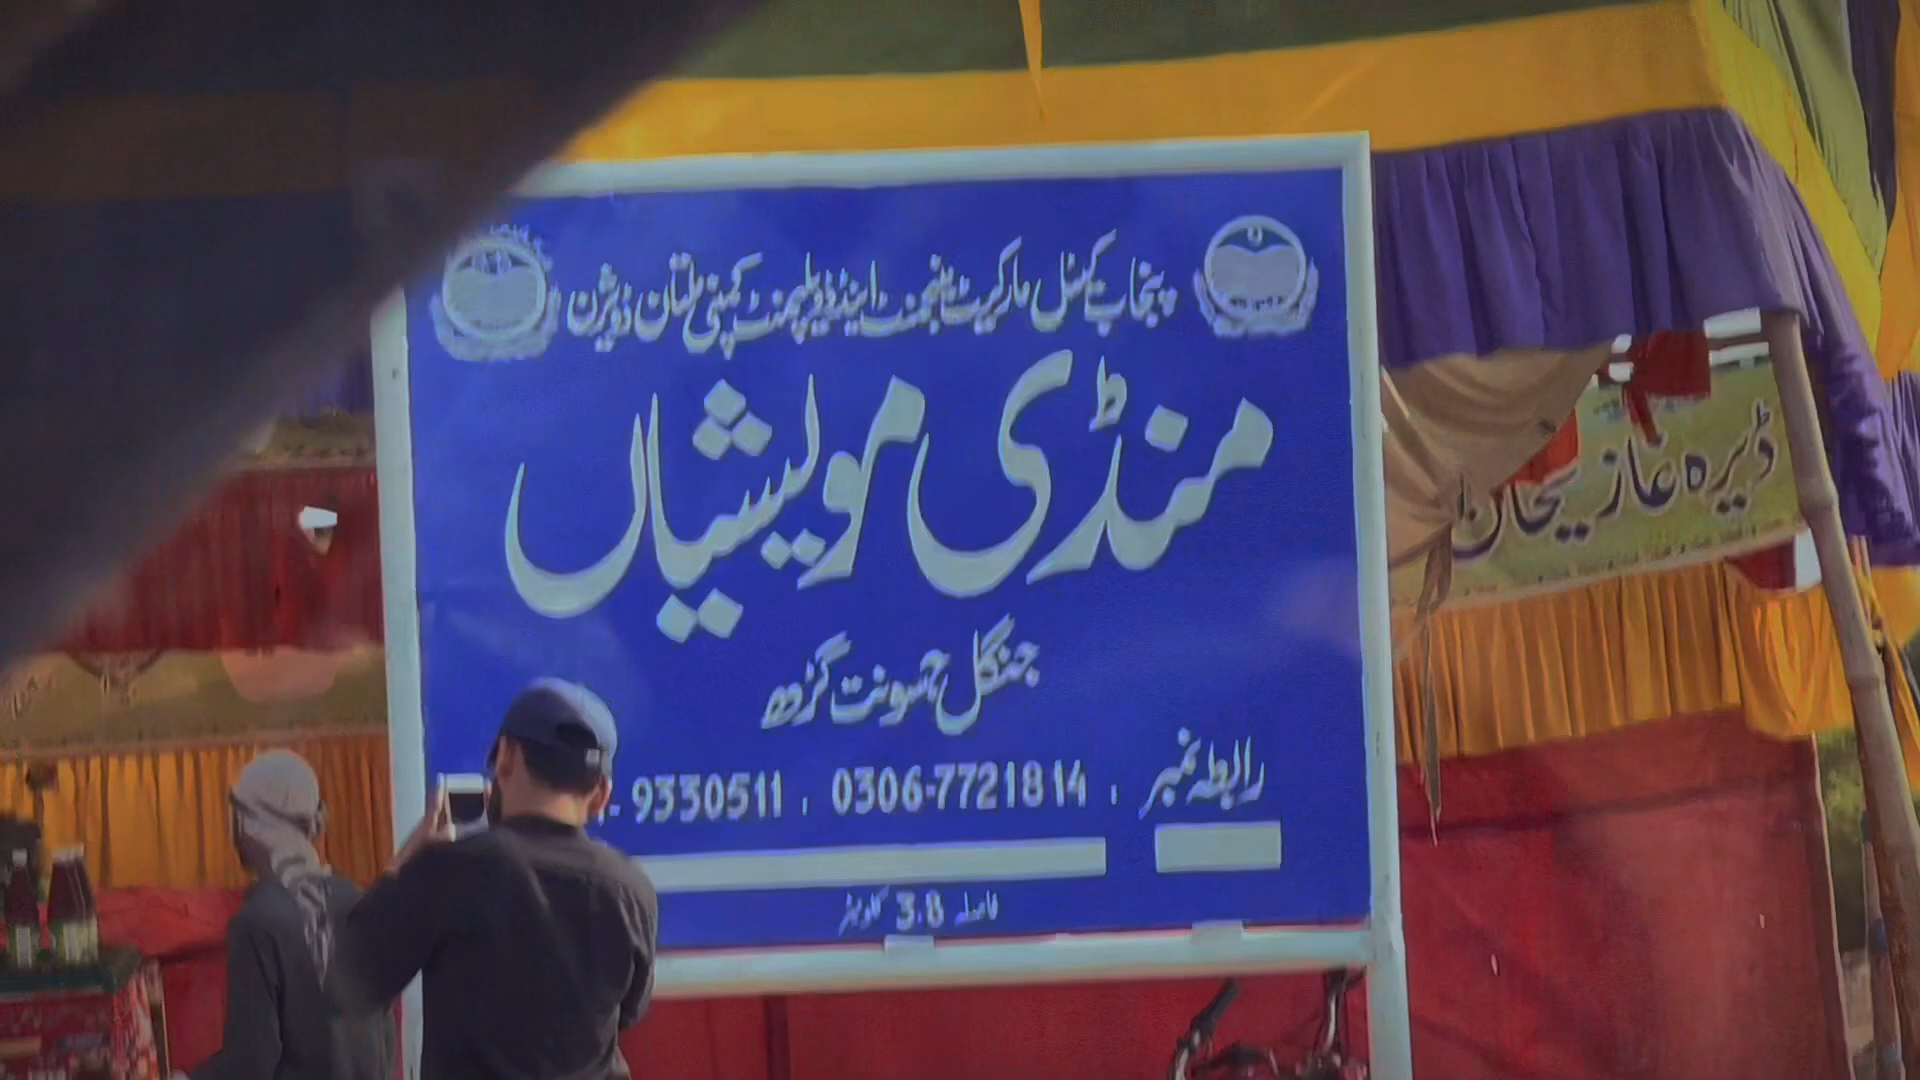 پنجاب کیٹل مارکیٹ مینجمنٹ اینڈ ڈویلپمنٹ کمپنی ملتان ڈویژن
منڈی مویشیاں
جنگل جسونت گڑھ
رابطہ نمبر ، 0306-7721814 ، -9330511
فاصلہ 3.8 کلومیٹر
ڈیرہ غازیخان